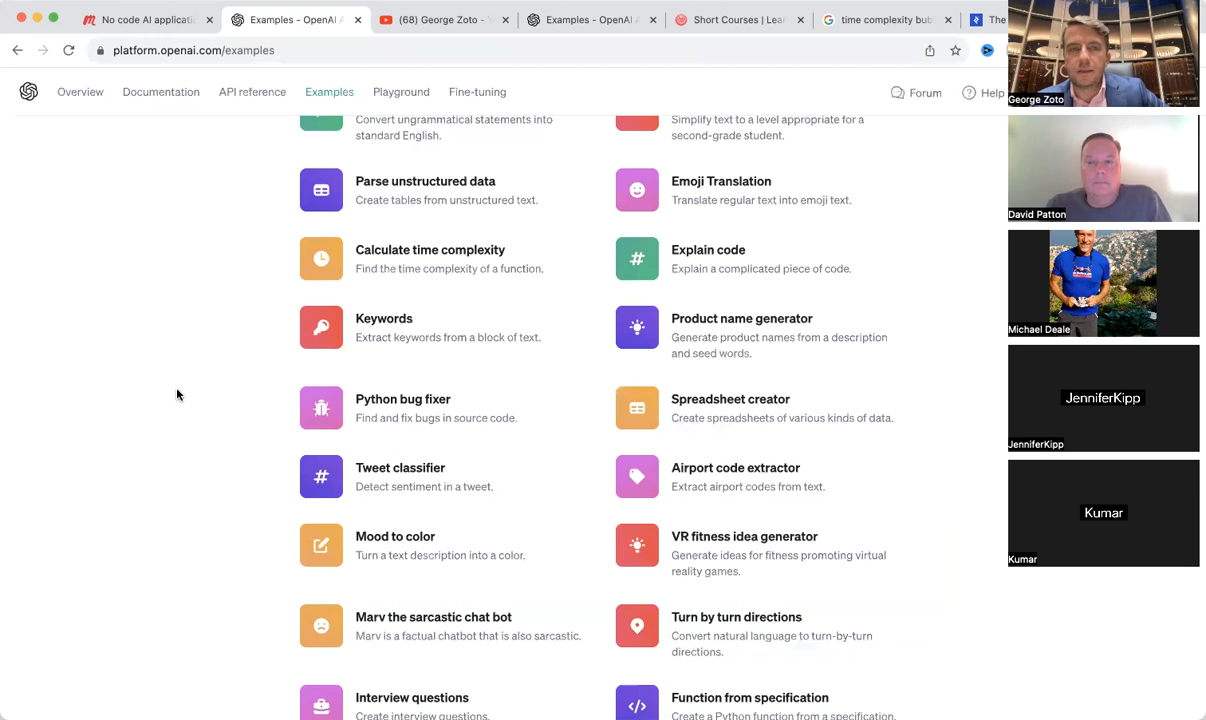 No code AI applicati
Examples - OpenAI A
(68) George Zoto -
Examples - OpenAI A
Short Courses | Lea
time complexity bub
The
platform.openai.com/examples
Overview
Documentation
API reference
Examples
Playground
Fine-tuning
Forum
Help
Convert ungrammatical statements into
standard English.
Simplify text to a level appropriate for a
second-grade student.
Parse unstructured data
Create tables from unstructured text.
Emoji Translation
Translate regular text into emoji text.
Calculate time complexity
Find the time complexity of a function.
Explain code
Explain a complicated piece of code.
Keywords
Extract keywords from a block of text.
Product name generator
Generate product names from a description
and seed words.
Python bug fixer
Find and fix bugs in source code.
Spreadsheet creator
Create spreadsheets of various kinds of data.
Tweet classifier
Detect sentiment in a tweet.
Airport code extractor
Extract airport codes from text.
Mood to color
Turn a text description into a color.
VR fitness idea generator
Generate ideas for fitness promoting virtual
reality games.
Marv the sarcastic chat bot
Marv is a factual chatbot that is also sarcastic.
Turn by turn directions
Convert natural language to turn-by-turn
directions.
Interview questions
Create interview questions.
Function from specification
Create a Python function from a specification.
George Zoto
David Patton
Michael Deale
JenniferKipp
JenniferKipp
Kumar
Kumar